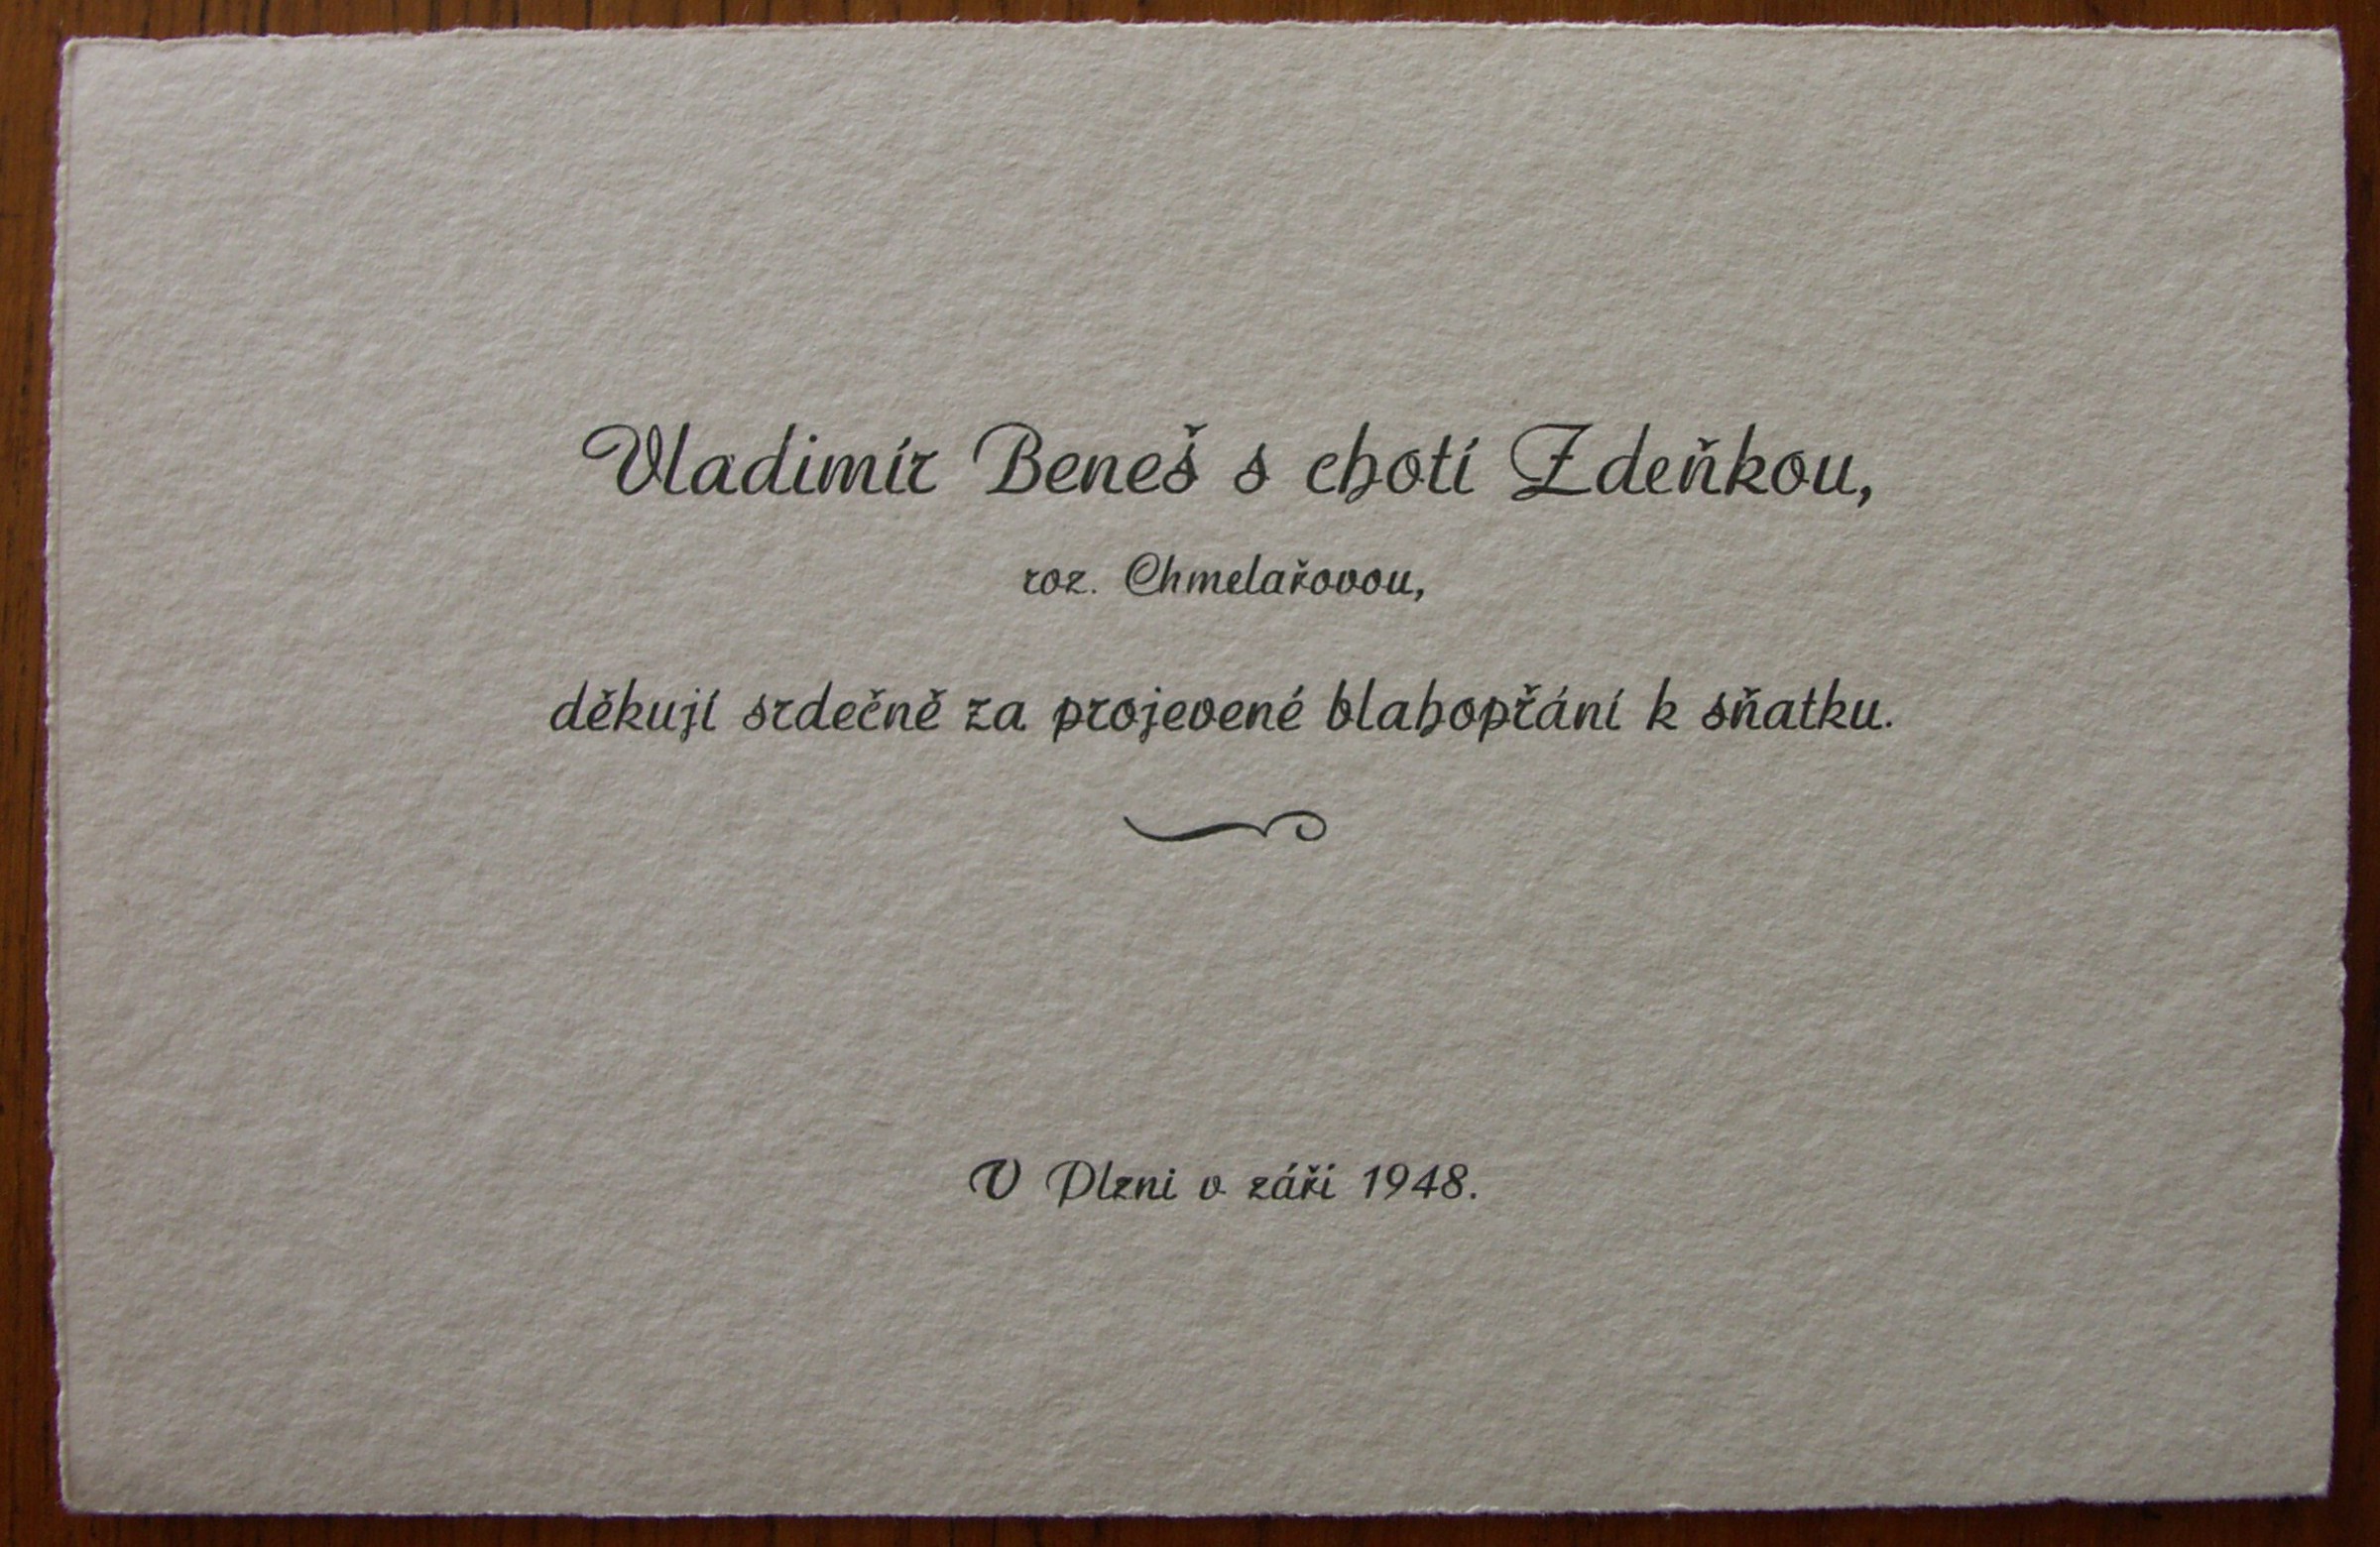 Vladimír Beneš s chotí Zdeňkou,
roz. Chmelařovou,
děkují srdečně za projevené blahopřání k sňatku.
V Plzni v září 1948.